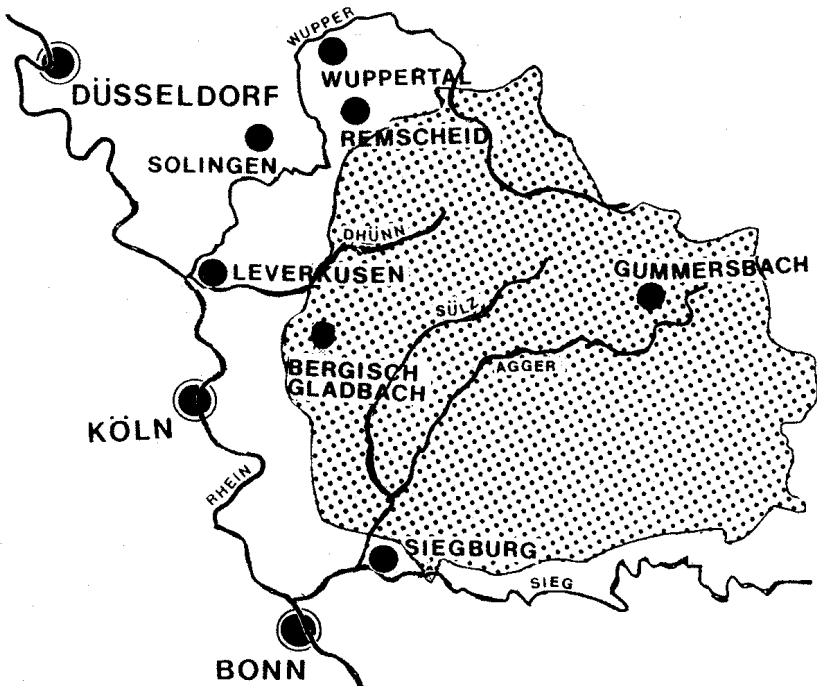 WUPPER
WUPPERTAL
DÜSSELDORF
REMSCHEID
SOLINGEN
DHÜNN
LEVERKUSEN
GUMMERSBACH
SÜLZ
AGGER
BERGISCH
GLADBACH
KÖLN
RHEIN
SIEGBURG
SIEG
BONN